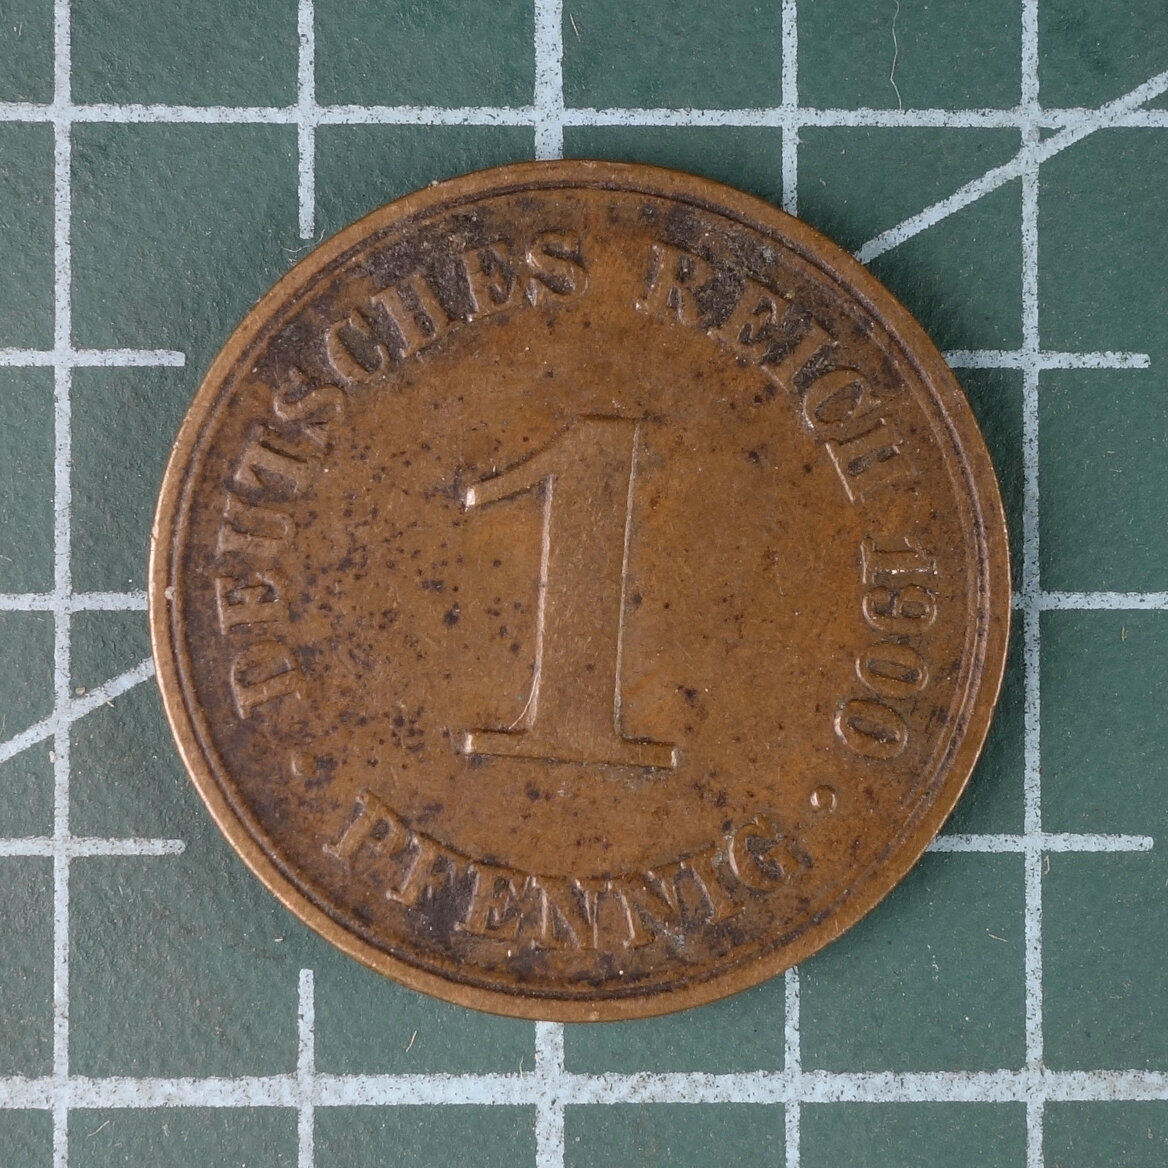 DEUTSCHES REICH 1900
1
• PFENNIG •